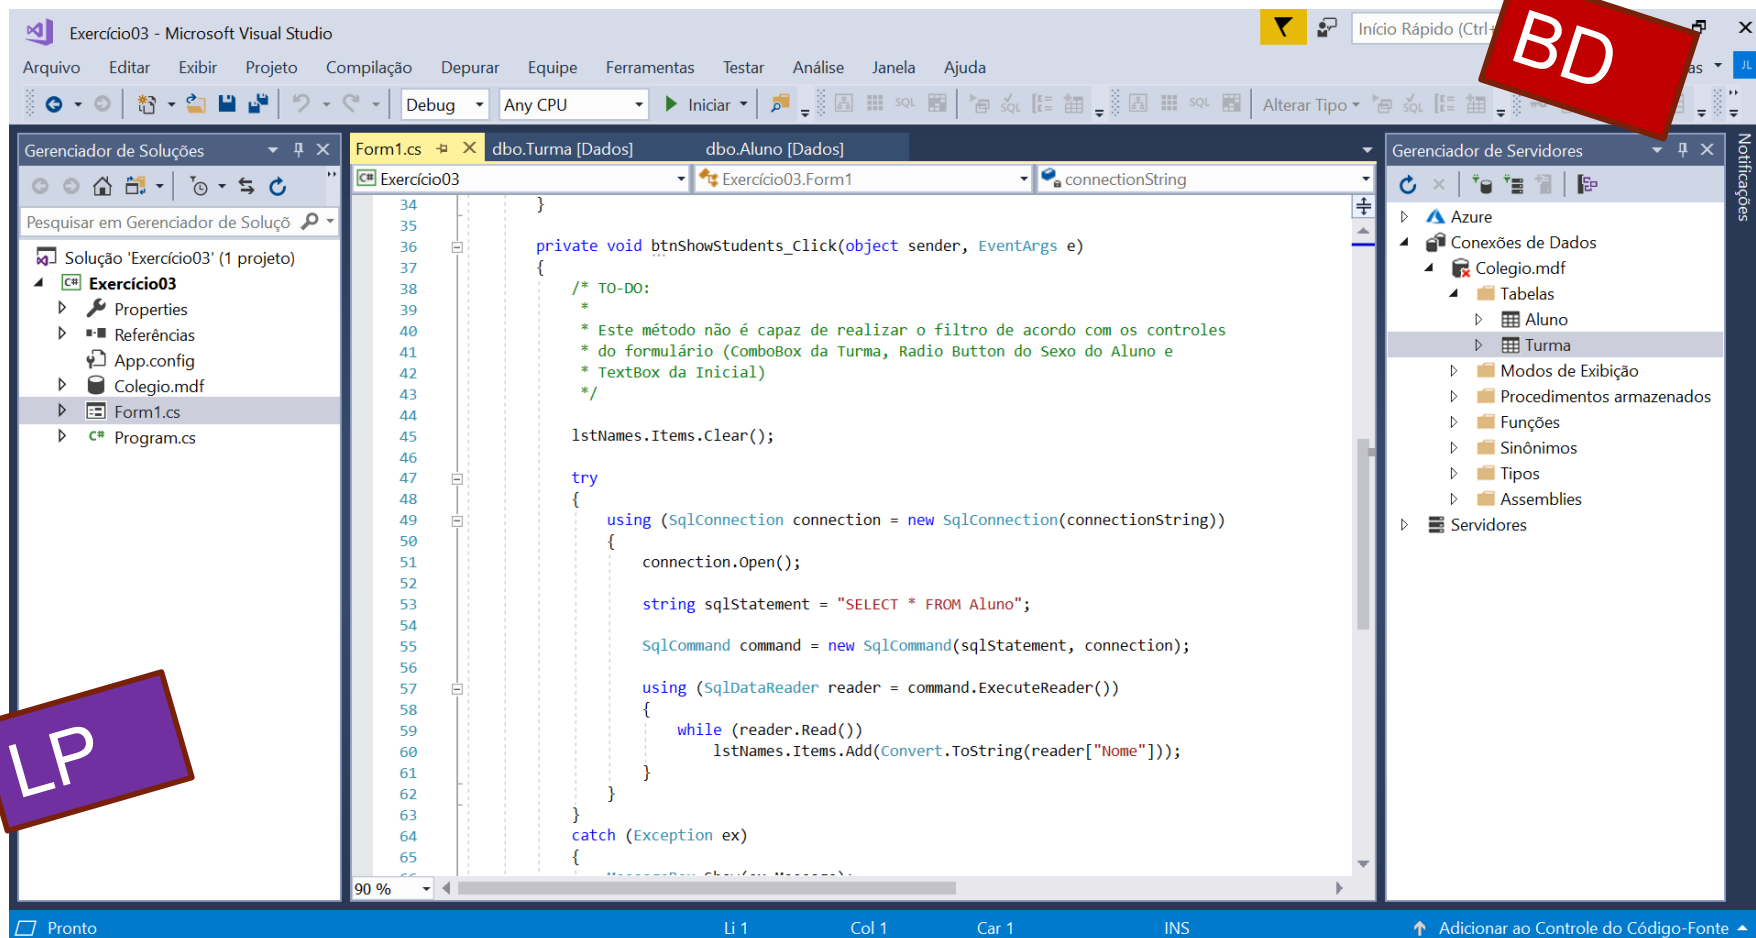 Exercício03 - Microsoft Visual Studio
Início Rápido (Ctrl+
BD
Arquivo Editar Exibir Projeto Compilação Depurar Equipe Ferramentas Testar Análise Janela Ajuda
as
JL
Debug Any CPU Iniciar SQL SQL SQL Alterar Tipo SQL
Gerenciador de Soluções
Pesquisar em Gerenciador de Soluçõ
Solução 'Exercício03' (1 projeto)
C# Exercício03
Properties
Referências
App.config
Colegio.mdf
Form1.cs
C# Program.cs
LP
Form1.cs dbo.Turma [Dados] dbo.Aluno [Dados]
C# Exercício03 Exercício03.Form1 connectionString
34 }
35
36 private void btnShowStudents_Click(object sender, EventArgs e)
37 {
38 /* TO-DO:
39 *
40 * Este método não é capaz de realizar o filtro de acordo com os controles
41 * do formulário (ComboBox da Turma, Radio Button do Sexo do Aluno e
42 * TextBox da Inicial)
43 */
44
45 lstNames.Items.Clear();
46
47 try
48 {
49 using (SqlConnection connection = new SqlConnection(connectionString))
50 {
51 connection.Open();
52
53 string sqlStatement = "SELECT * FROM Aluno";
54
55 SqlCommand command = new SqlCommand(sqlStatement, connection);
56
57 using (SqlDataReader reader = command.ExecuteReader())
58 {
59 while (reader.Read())
60 lstNames.Items.Add(Convert.ToString(reader["Nome"]));
61 }
62 }
63 }
64 catch (Exception ex)
65 {
90 %
Gerenciador de Servidores
Azure
Conexões de Dados
Colegio.mdf
Tabelas
Aluno
Turma
Modos de Exibição
Procedimentos armazenados
Funções
Sinônimos
Tipos
Assemblies
Servidores
Notificações
Pronto Li 1 Col 1 Car 1 INS Adicionar ao Controle do Código-Fonte